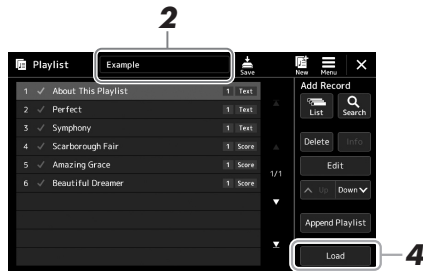 2
Playlist Example Save New Menu
1 About This Playlist 1 Text
2 Perfect 1 Text
3 Symphony 1 Text
4 Scarborough Fair 1 Score
5 Amazing Grace 1 Score
6 Beautiful Dreamer 1 Score
1/1
Add Record
List Search
Delete Info
Edit
Up Down
Append Playlist
Load 4